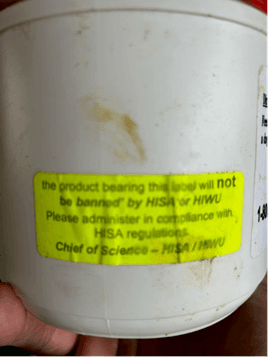 the product bearing this label will not
be banned" by HISA or HIWU
Please administer in compliance with
HISA regulations.
Chief of Science – HISA / HIWU